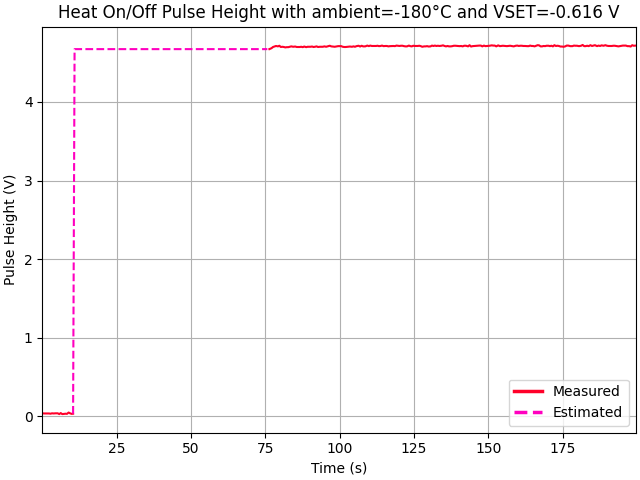 Heat On/Off Pulse Height with ambient=-180°C and VSET=-0.616 V
Pulse Height (V)
4
3
2
1
0
25 50 75 100 125 150 175
Time (s)
Measured
Estimated